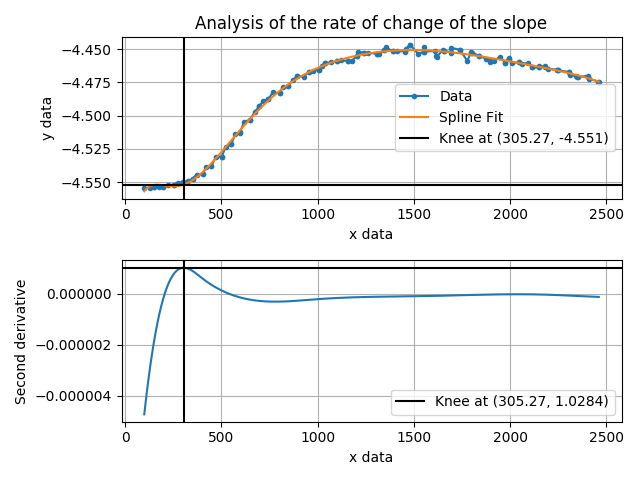 Analysis of the rate of change of the slope
−4.450
−4.475
−4.500
−4.525
−4.550
y data
Data
Spline Fit
Knee at (305.27, -4.551)
0 500 1000 1500 2000 2500
x data
0.000000
−0.000002
−0.000004
Second derivative
Knee at (305.27, 1.0284)
0 500 1000 1500 2000 2500
x data